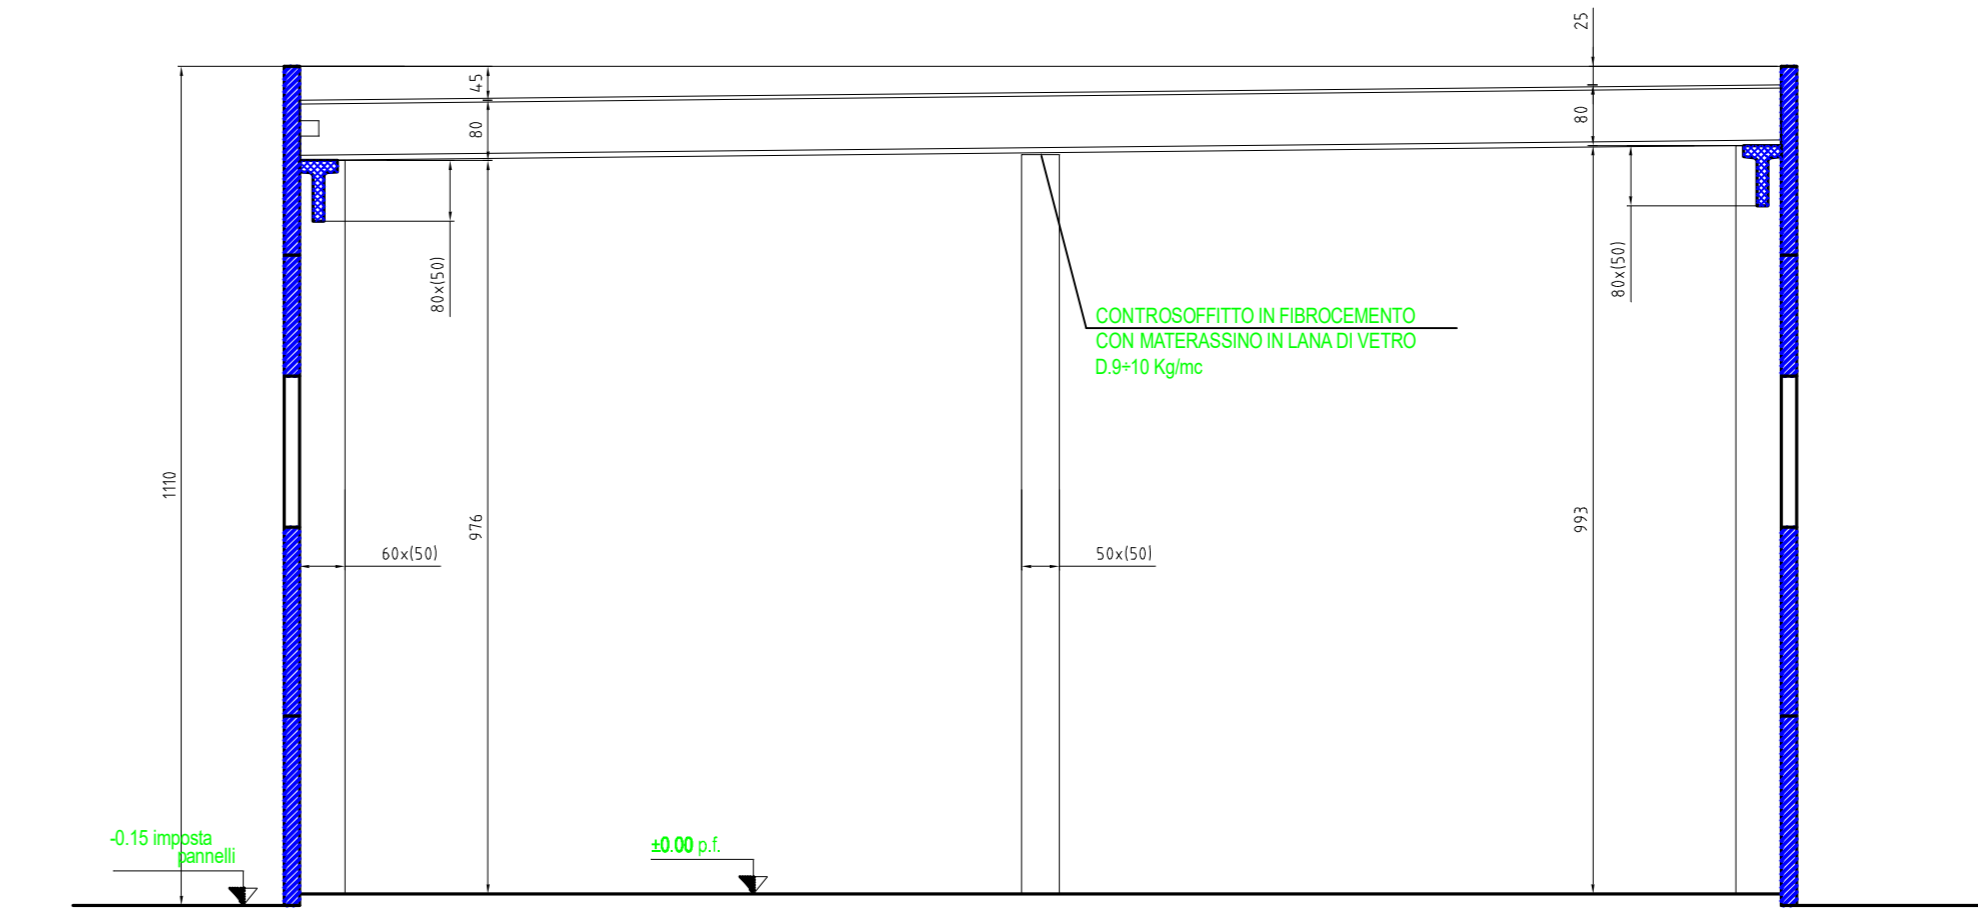 25
45
80
80
80x(50)
80x(50)
CONTROSOFFITTO IN FIBROCEMENTO
CON MATERASSINO IN LANA DI VETRO
D.9÷10 Kg/mc
1110
976
993
60x(50)
50x(50)
-0.15 imposta
pannelli
±0.00 p.f.